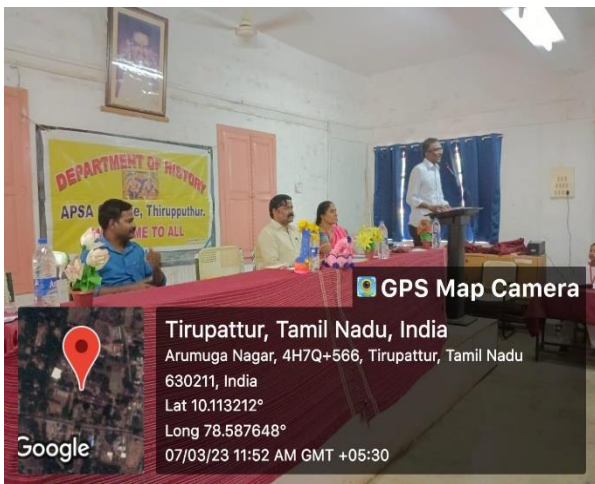 DEPARTMENT OF HISTORY
APSA
e, Thirupputhur.
ME TO ALL
GPS Map Camera
Tirupattur, Tamil Nadu, India
Arumuga Nagar, 4H7Q+566, Tirupattur, Tamil Nadu
630211, India
Lat 10.113212°
Long 78.587648°
07/03/23 11:52 AM GMT +05:30
Google